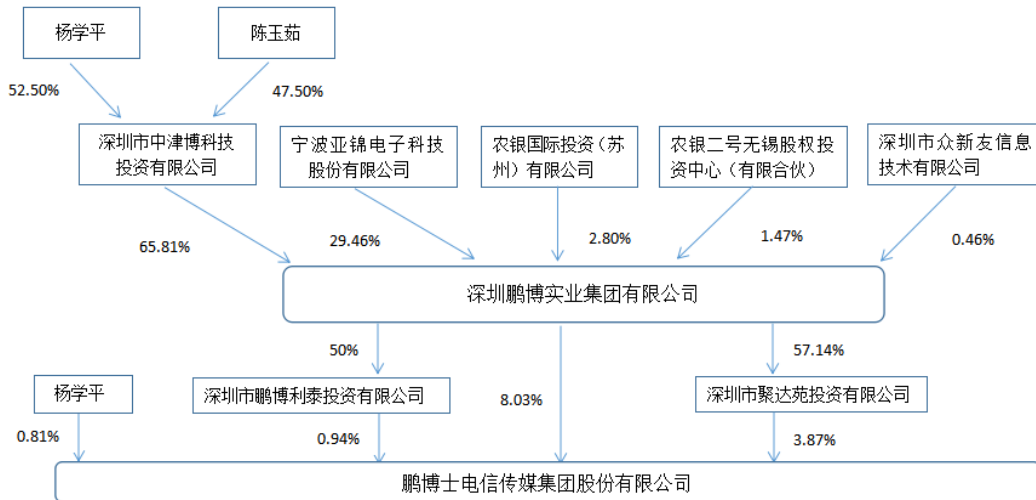 杨学平
陈玉茹
52.50%
47.50%
深圳市中津博科技
投资有限公司
宁波亚锦电子科技
股份有限公司
农银国际投资（苏
州）有限公司
农银二号无锡股权投
资中心（有限合伙）
深圳市众新友信息
技术有限公司
65.81%
29.46%
2.80%
1.47%
0.46%
深圳鹏博实业集团有限公司
50%
57.14%
杨学平
深圳市鹏博利泰投资有限公司
8.03%
深圳市聚达苑投资有限公司
0.81%
0.94%
3.87%
鹏博士电信传媒集团股份有限公司